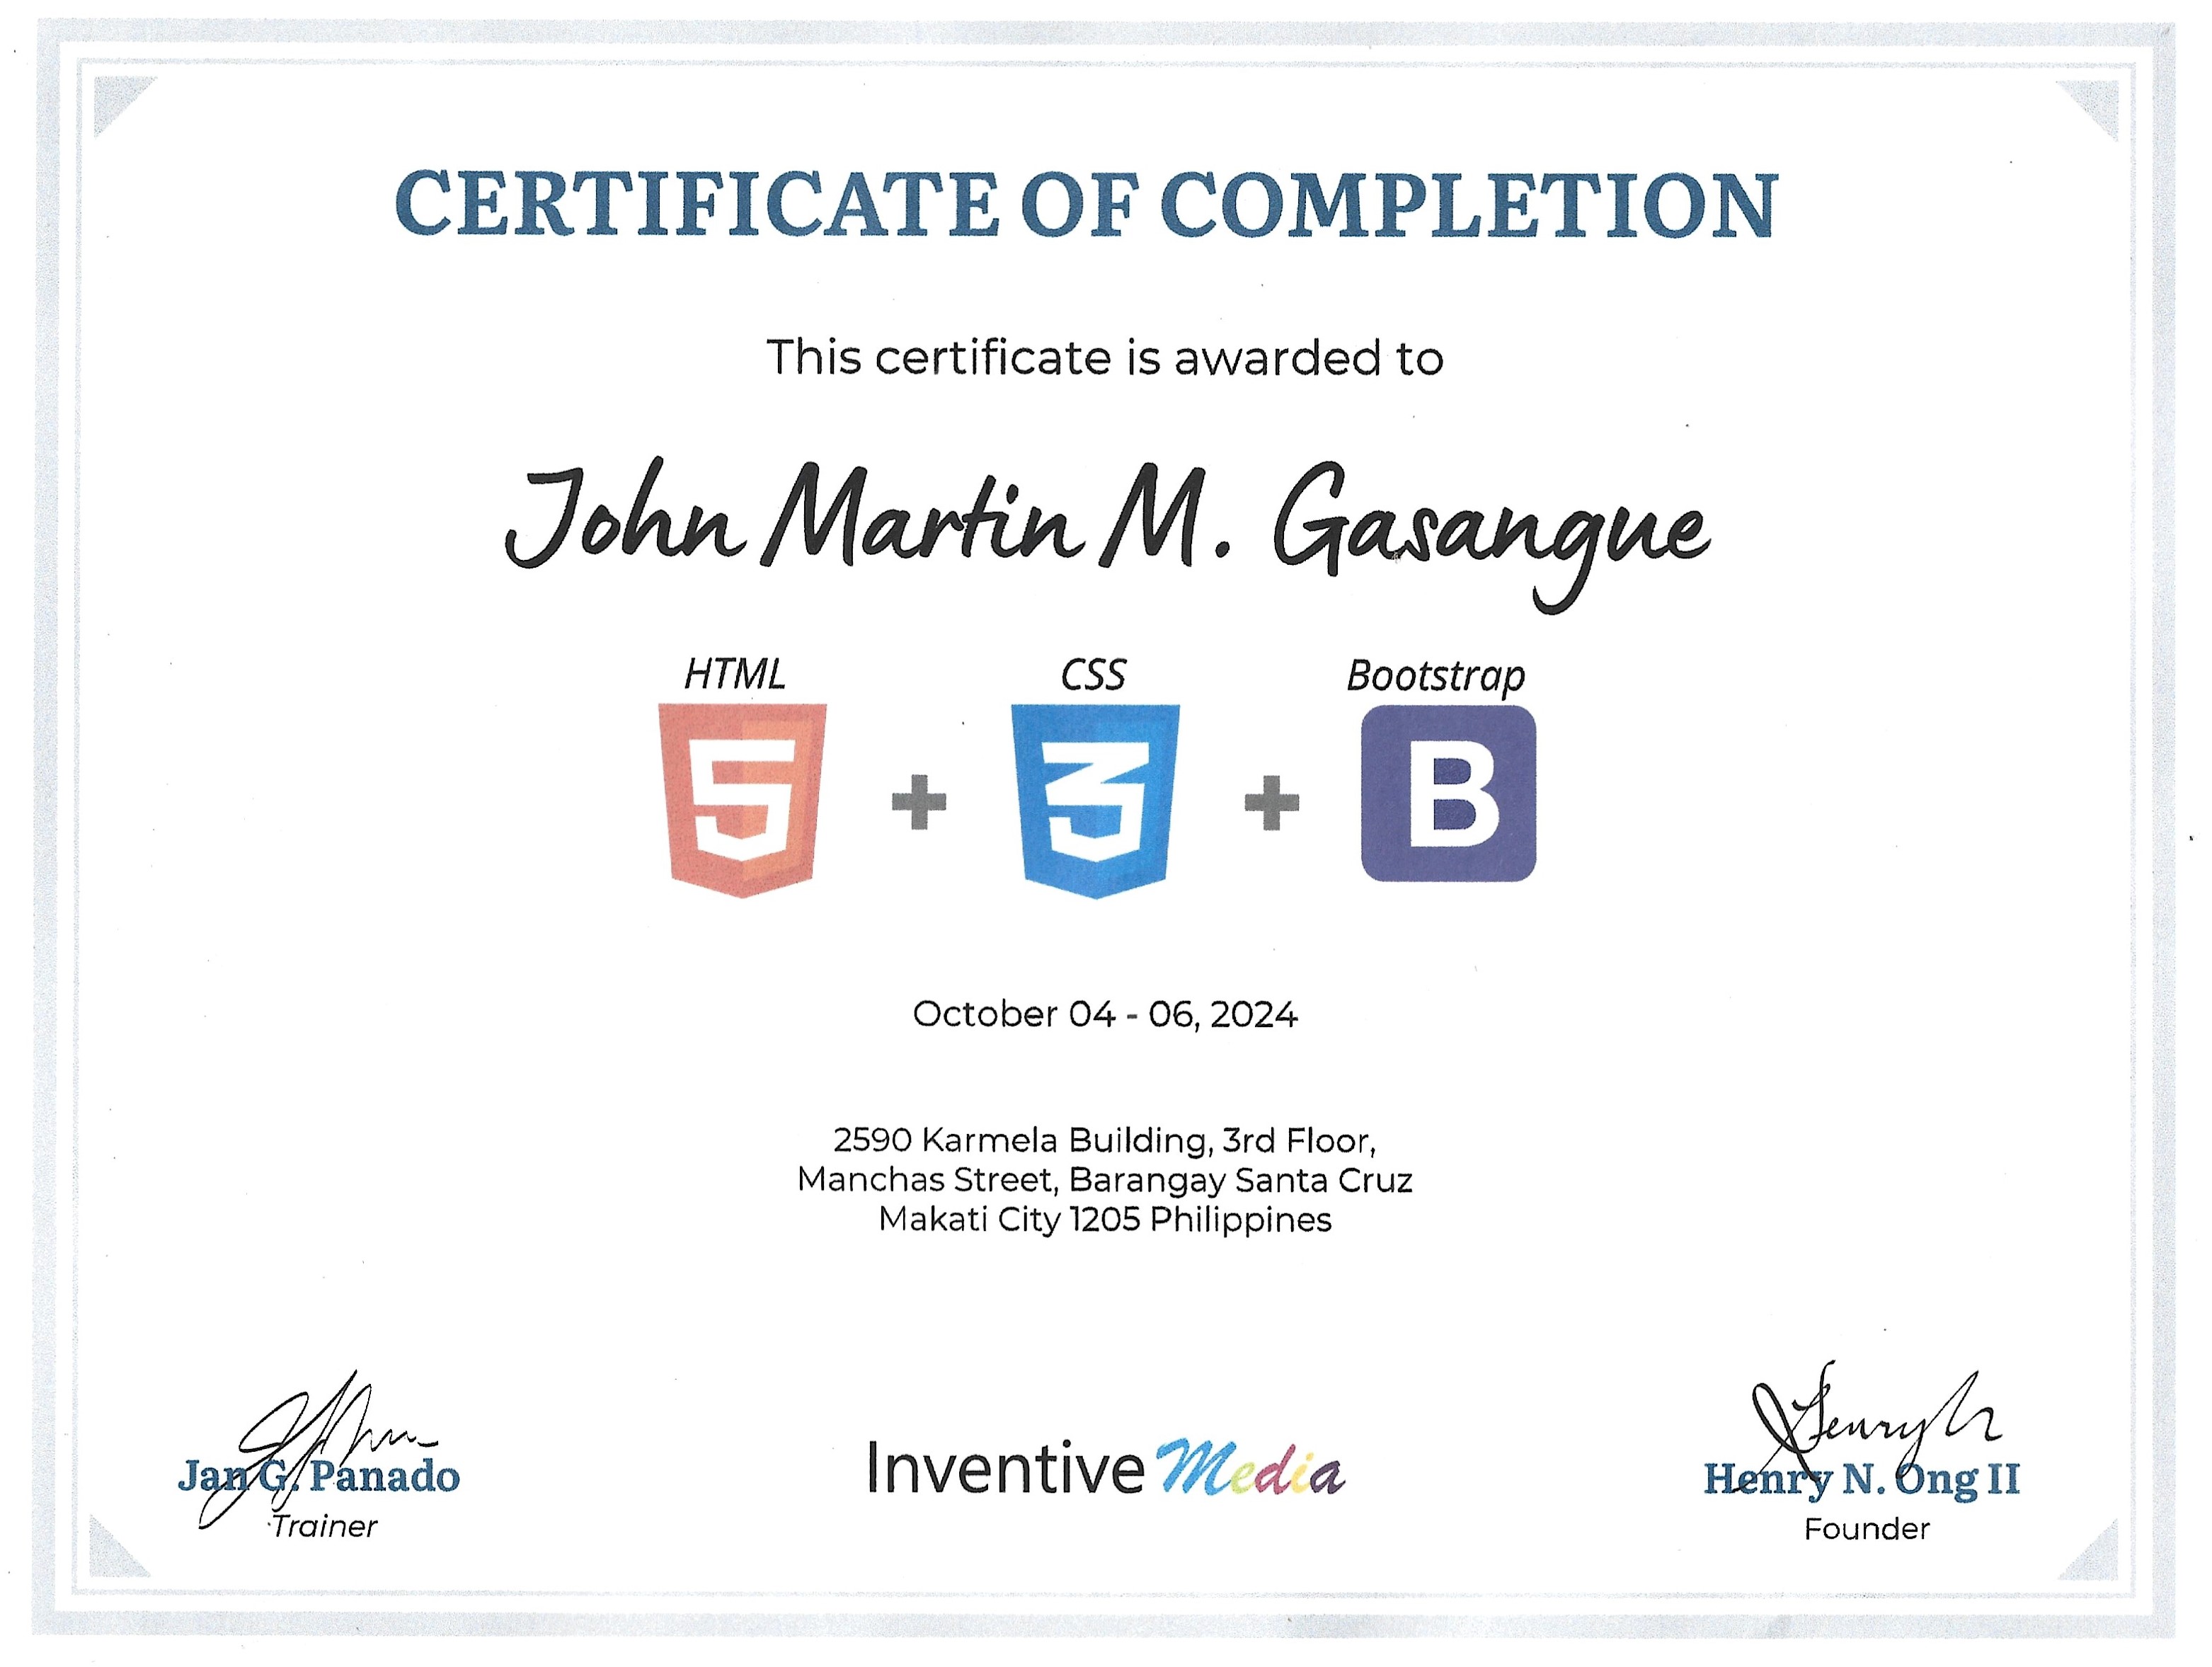 CERTIFICATE OF COMPLETION
This certificate is awarded to
John Martin M. Gasangue
HTML CSS Bootstrap
5 + 3 + B
October 04 - 06, 2024
2590 Karmela Building, 3rd Floor,
Manchas Street, Barangay Santa Cruz
Makati City 1205 Philippines
Jan G. Panado
Trainer
Inventive Media
Henry N. Ong II
Founder